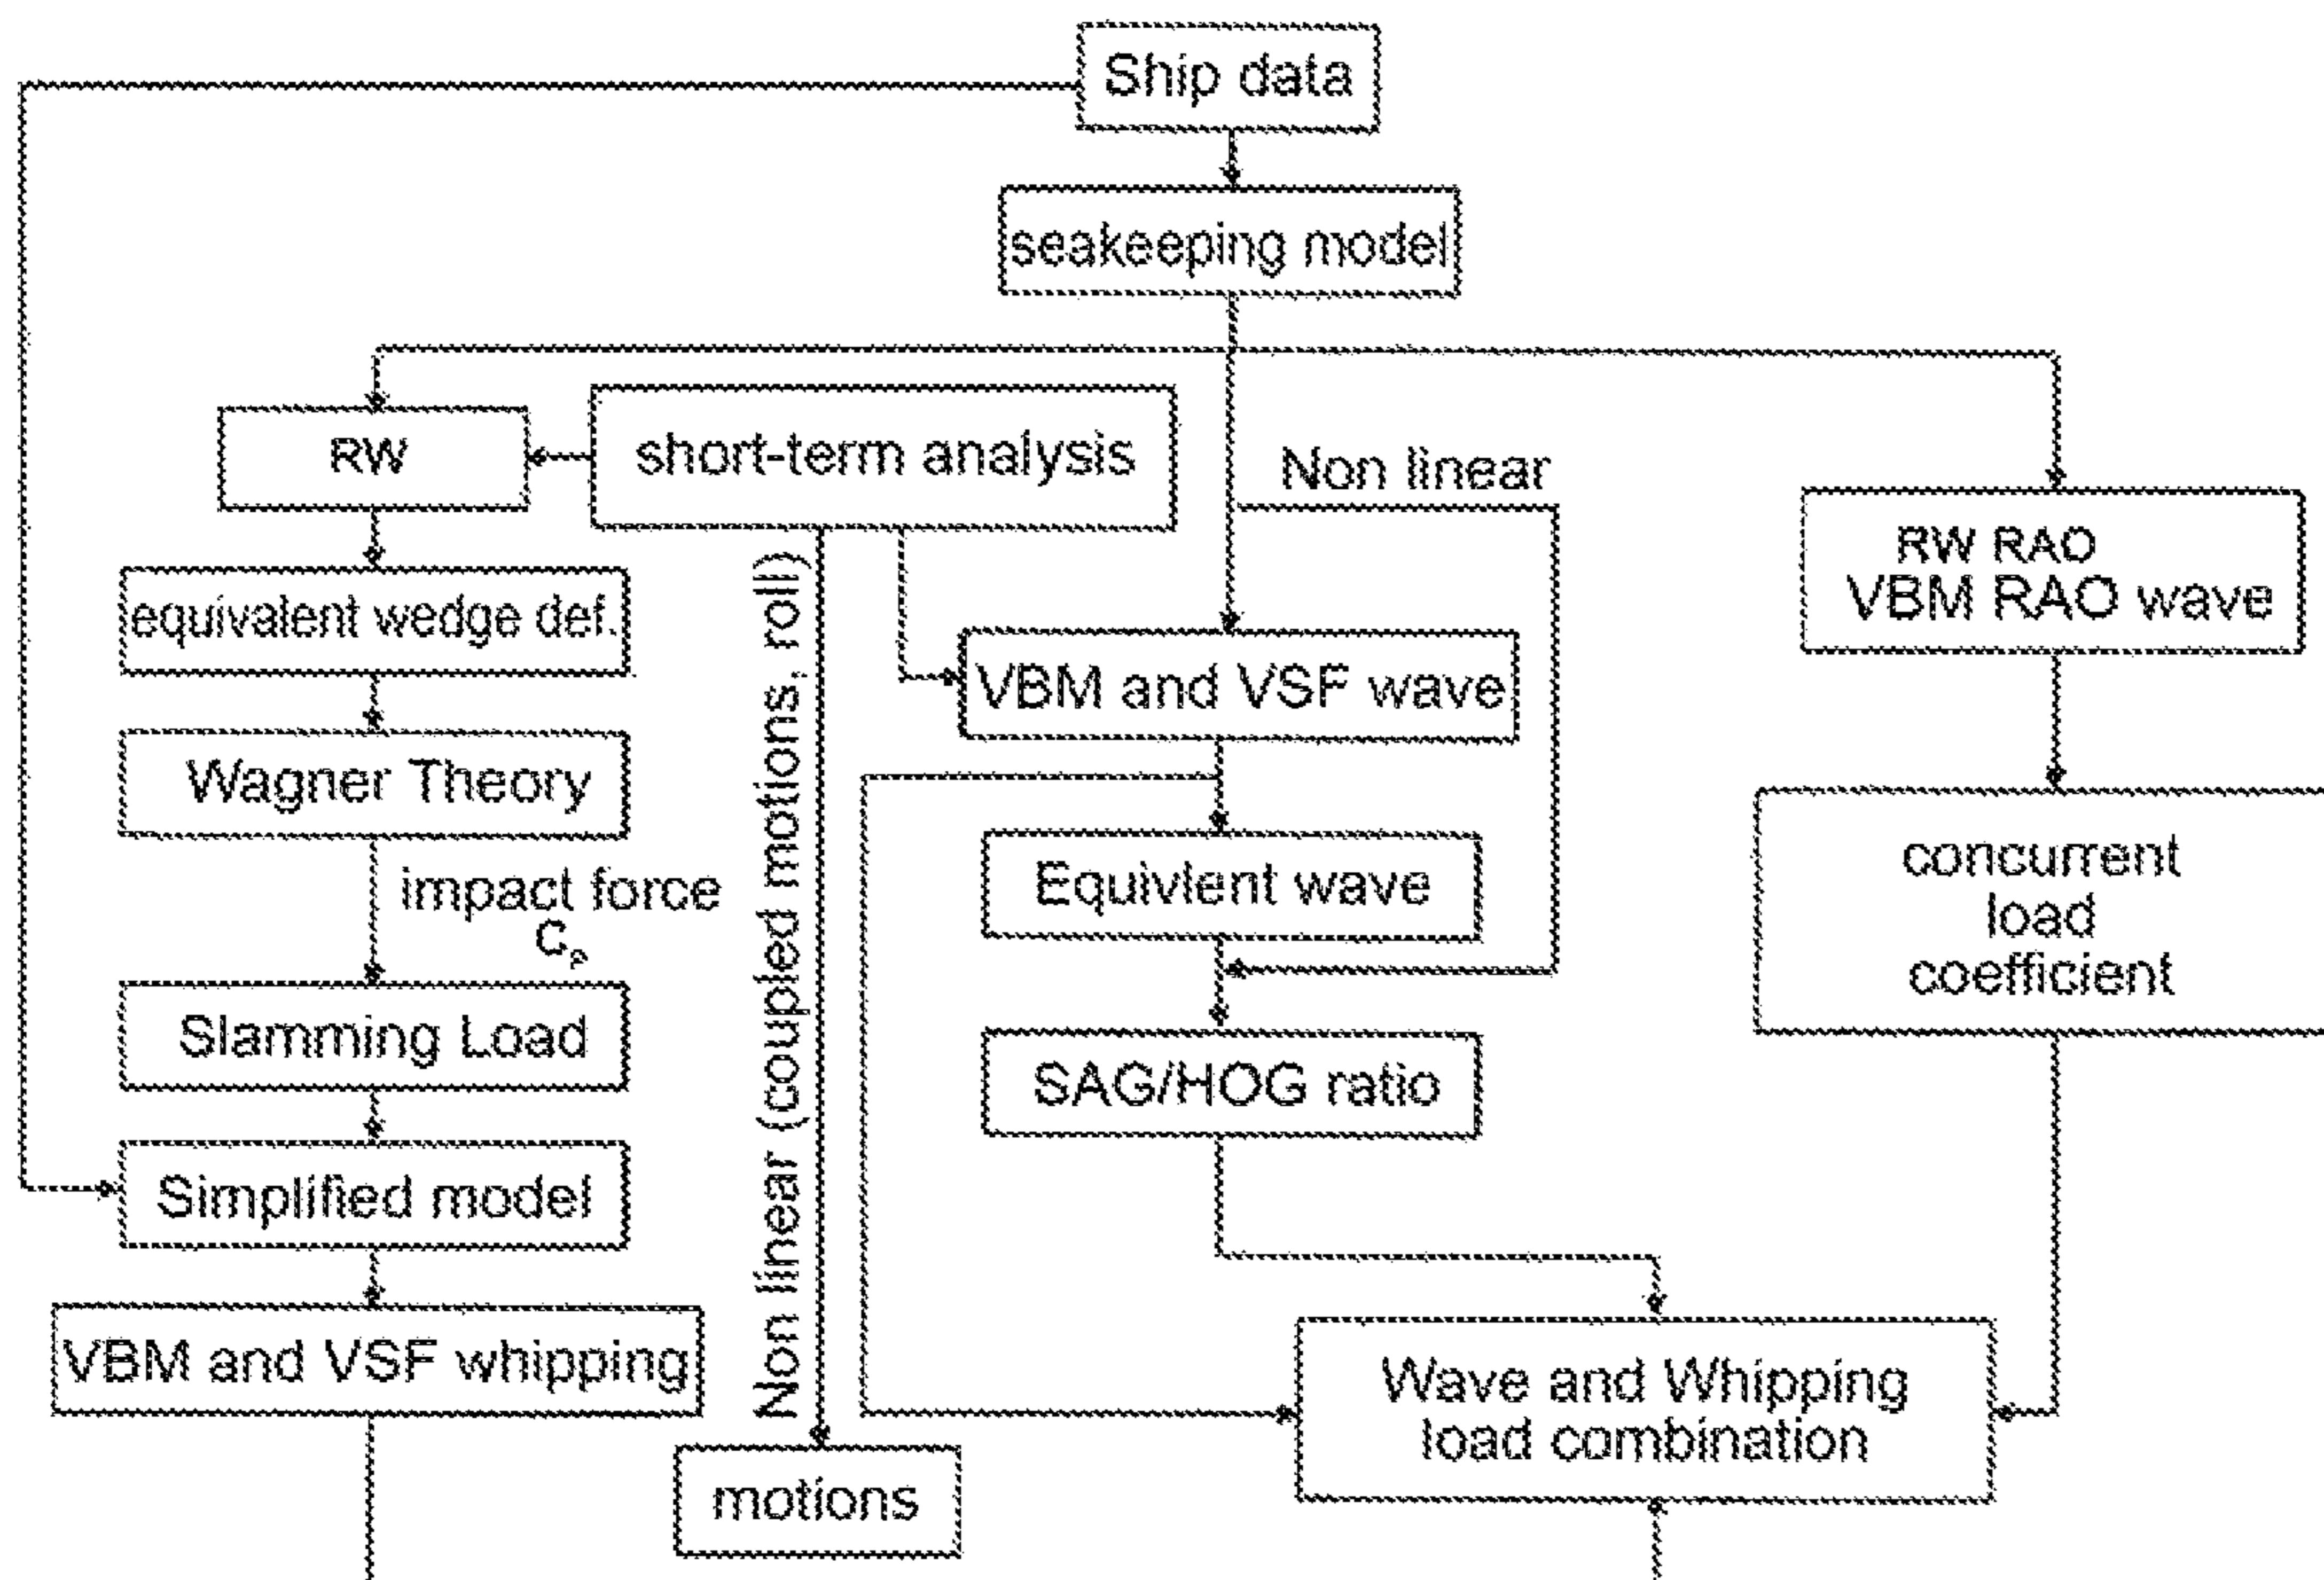 Ship data
seakeeping model
RW
short-term analysis
Non linear
RW RAO
VBM RAO wave
equivalent wedge def.
VBM and VSF wave
Wagner Theory
impact force
Cp
Non linear (coupled motions, roll)
Equivlent wave
concurrent
load
coefficient
Slamming Load
SAG/HOG ratio
Simplified model
VBM and VSF whipping
Wave and Whipping
load combination
motions